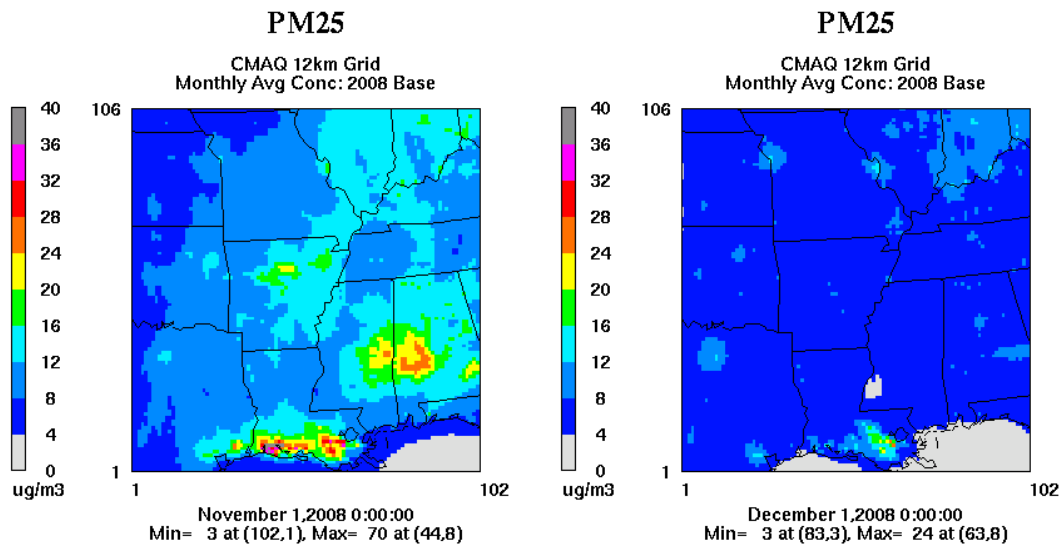 PM25
CMAQ 12km Grid
Monthly Avg Conc: 2008 Base
40
36
32
28
24
20
16
12
8
4
0
ug/m3
106
1
1
102
November 1,2008 0:00:00
Min= 3 at (102,1), Max= 70 at (44,8)
PM25
CMAQ 12km Grid
Monthly Avg Conc: 2008 Base
40
36
32
28
24
20
16
12
8
4
0
ug/m3
106
1
1
102
December 1,2008 0:00:00
Min= 3 at (83,3), Max= 24 at (63,8)